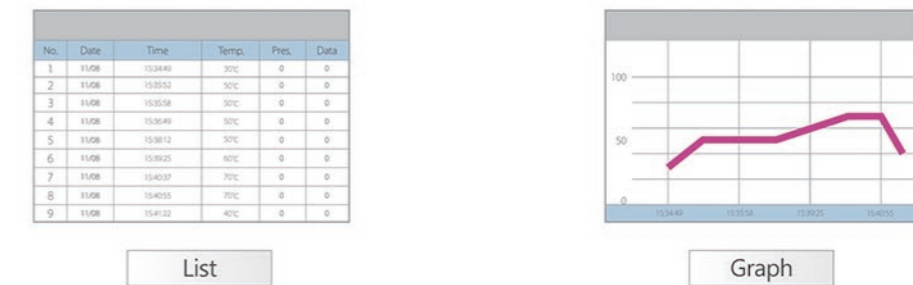 No. Date Time Temp. Pres. Data
1 11/08 15:34:49 30℃ 0 0
2 11/08 15:35:52 50℃ 0 0
3 11/08 15:35:58 50℃ 0 0
4 11/08 15:36:49 50℃ 0 0
5 11/08 15:38:12 50℃ 0 0
6 11/08 15:39:25 60℃ 0 0
7 11/08 15:40:37 70℃ 0 0
8 11/08 15:40:55 70℃ 0 0
9 11/08 15:41:22 40℃ 0 0
List
100
50
0
15:34:49 15:35:58 15:39:25 15:40:55
Graph